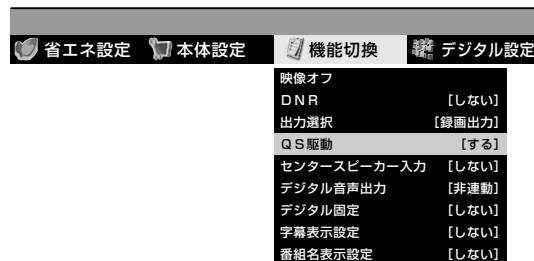 省エネ設定 本体設定 機能切換 デジタル設定
映像オフ
DNR [しない]
出力選択 [録画出力]
QS駆動 [する]
センタースピーカー入力 [しない]
デジタル音声出力 [非連動]
デジタル固定 [しない]
字幕表示設定 [しない]
番組名表示設定 [しない]